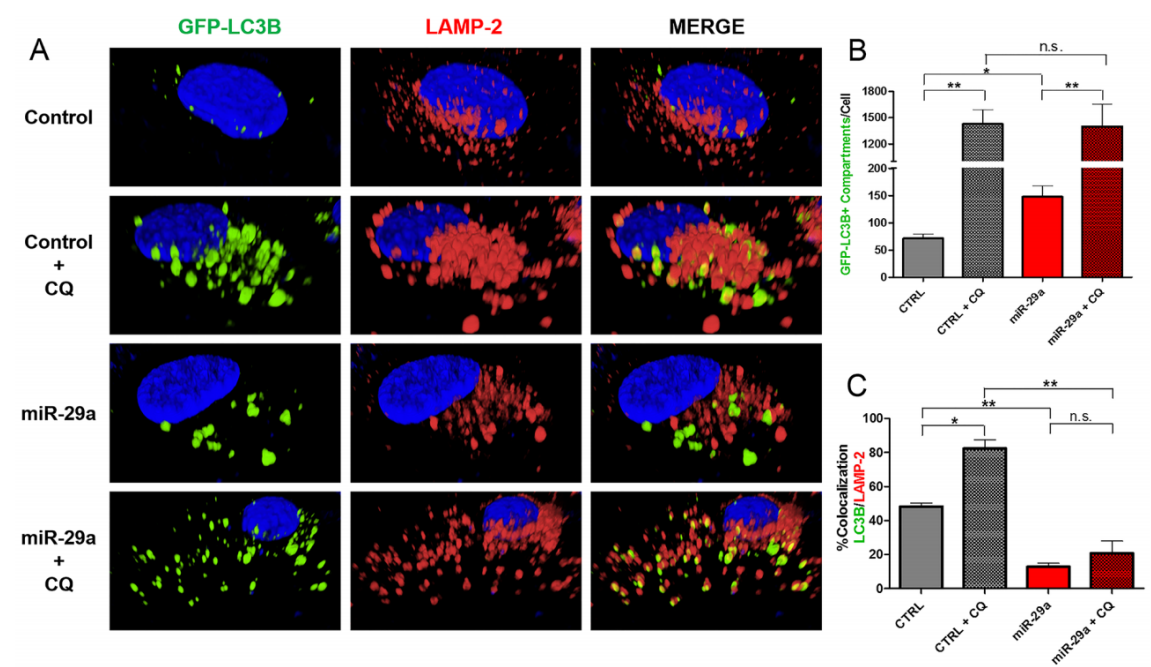 A
GFP-LC3B
LAMP-2
MERGE
Control
Control
+
CQ
miR-29a
miR-29a
+
CQ
B
n.s.
*
**
**
GFP-LC3B+ Compartments/Cell
1800
1500
1200
200
150
100
50
0
CTRL
CTRL + CQ
miR-29a
miR-29a + CQ
C
**
**
n.s.
*
%Colocalization
LC3B/LAMP-2
100
80
60
40
20
0
CTRL
CTRL + CQ
miR-29a
miR-29a + CQ